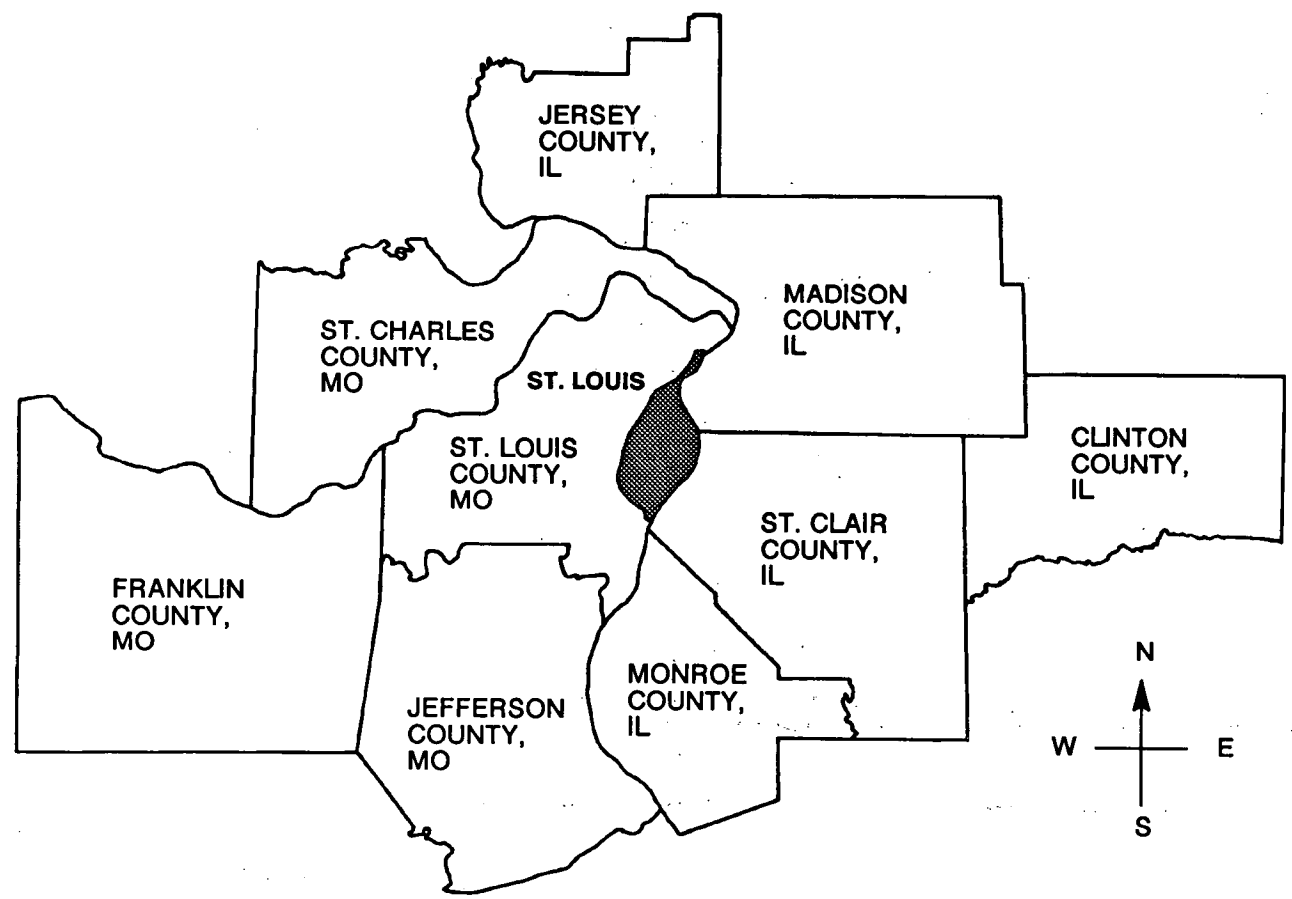 JERSEY
COUNTY,
IL
MADISON
COUNTY,
IL
ST. CHARLES
COUNTY,
MO
ST. LOUIS
ST. LOUIS
COUNTY,
MO
CLINTON
COUNTY,
IL
ST. CLAIR
COUNTY,
IL
FRANKLIN
COUNTY,
MO
MONROE
COUNTY,
IL
JEFFERSON
COUNTY,
MO
N
W E
S